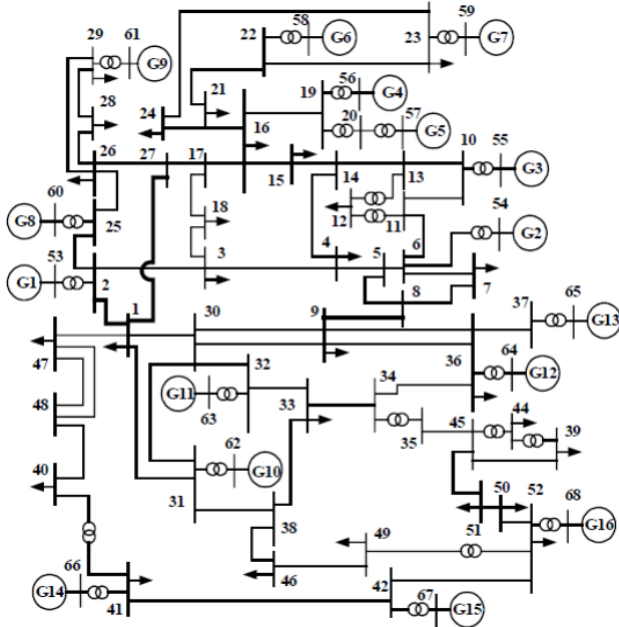 29 61 G9
22 58 G6
23 59 G7
28
24 21 16
19 56 G4
20 57 G5
26 27 17
15 14 13
10 55 G3
60 G8 25
18
12 11
54 G2
53 G1 2
3 4 5 6
7
8
9
1 30
37 65 G13
47
32
36 64 G12
34
G11 63
33
48
35 45 44 39
40
62 G10
31
38
50 52 68 G16
51
49
46
66 G14 41
42 67 G15